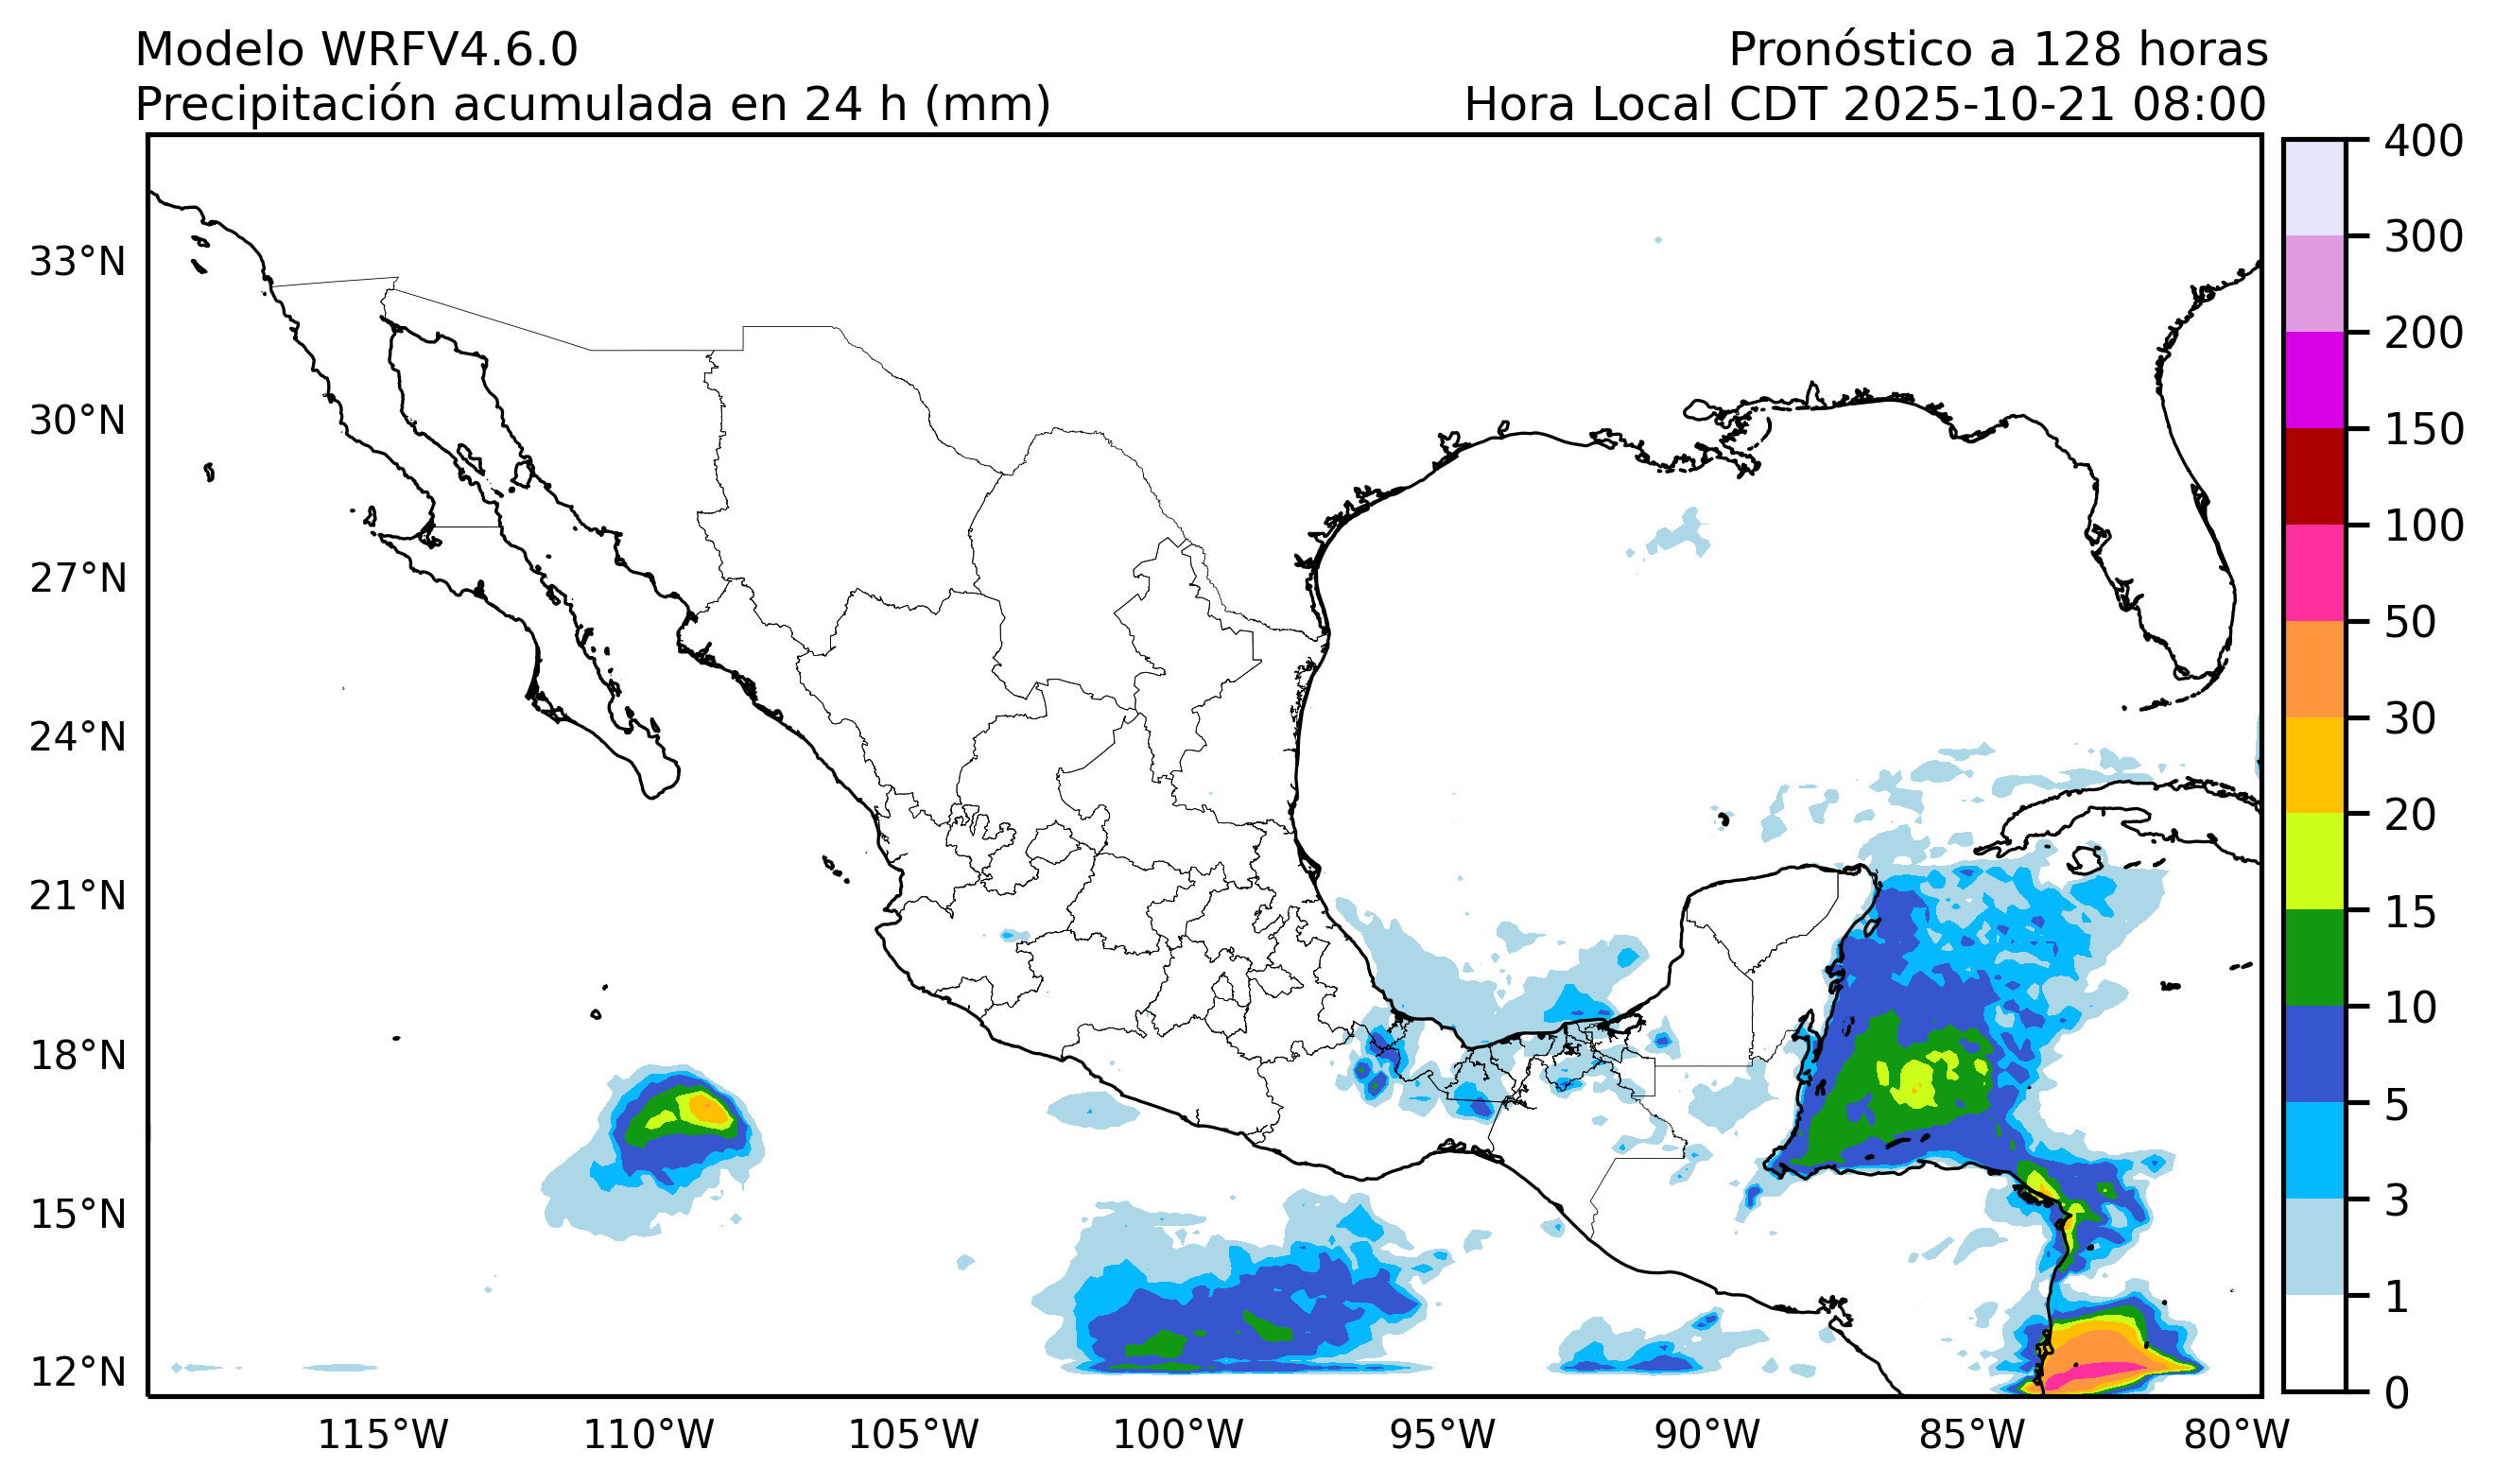 Modelo WRFV4.6.0
Pronóstico a 128 horas
Precipitación acumulada en 24 h (mm)
Hora Local CDT 2025-10-21 08:00
33°N
30°N
27°N
24°N
21°N
18°N
15°N
12°N
115°W
110°W
105°W
100°W
95°W
90°W
85°W
80°W
400
300
200
150
100
50
30
20
15
10
5
3
1
0